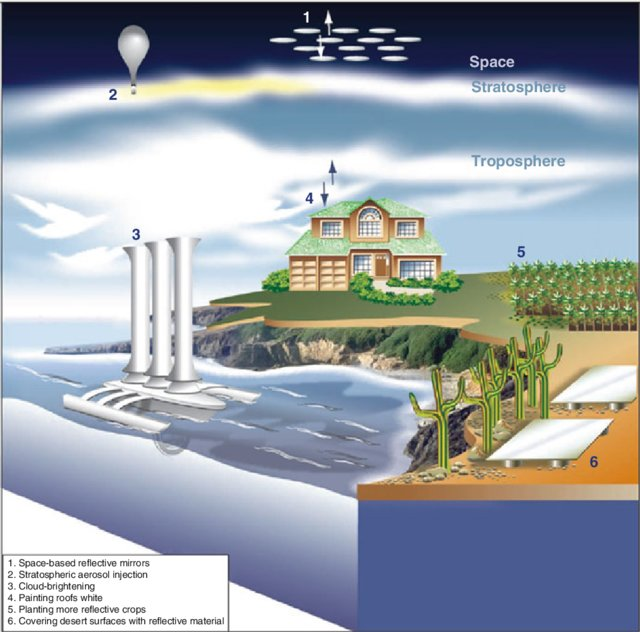 1
Space
Stratosphere
2
Troposphere
4
3
5
6
1. Space-based reflective mirrors
2. Stratospheric aerosol injection
3. Cloud-brightening
4. Painting roofs white
5. Planting more reflective crops
6. Covering desert surfaces with reflective material